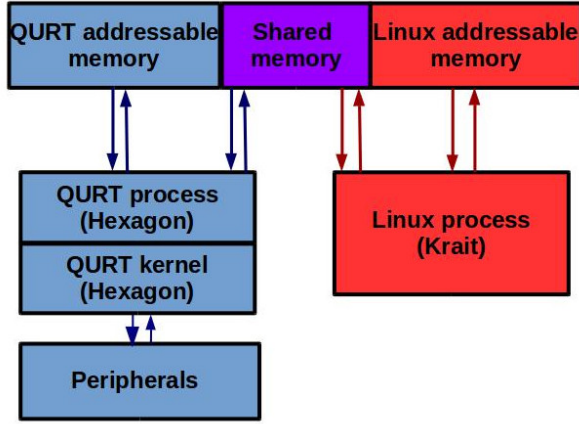 QURT addressable
memory
Shared
memory
Linux addressable
memory
QURT process
(Hexagon)
QURT kernel
(Hexagon)
Linux process
(Krait)
Peripherals